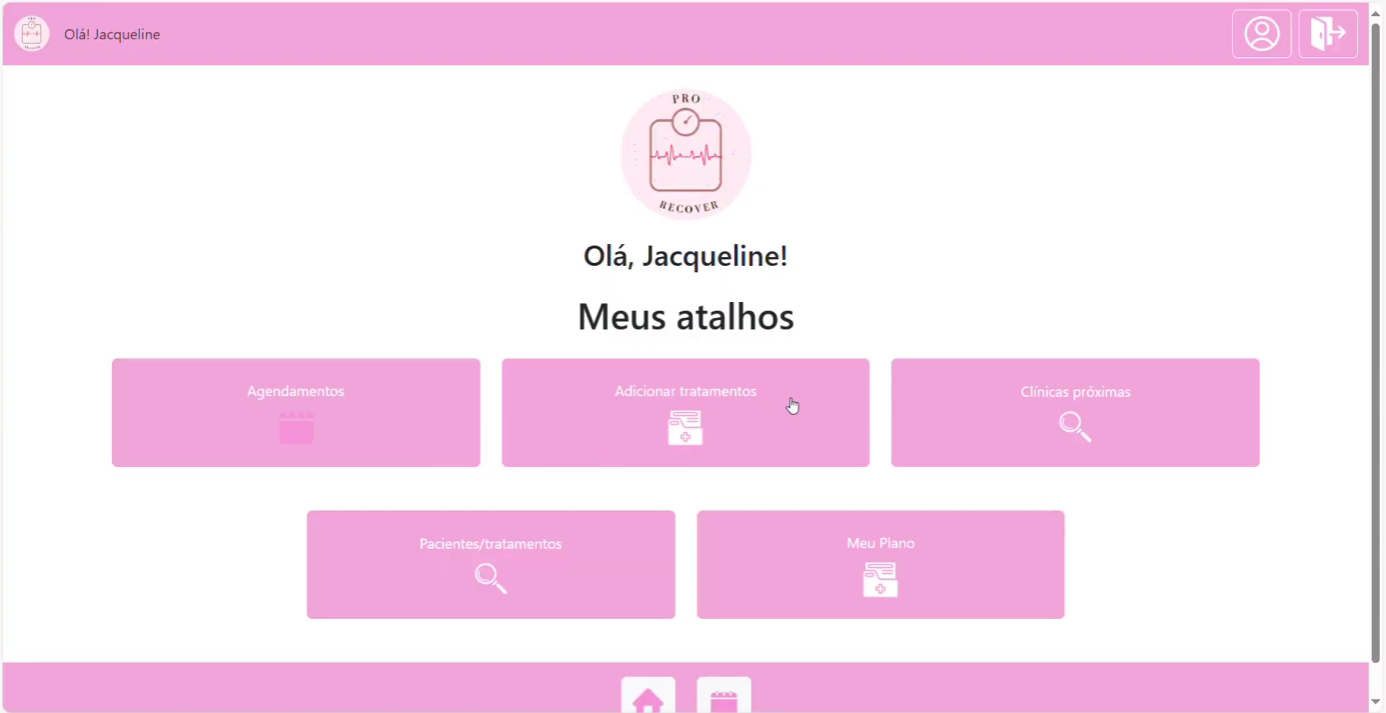 Olá! Jacqueline
PRO
RECOVER
Olá, Jacqueline!
Meus atalhos
Agendamentos
Adicionar tratamentos
Clínicas próximas
Pacientes/tratamentos
Meu Plano